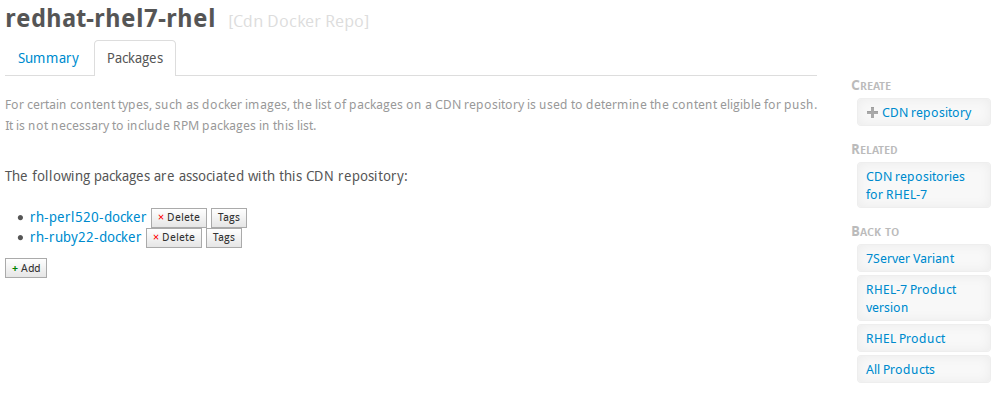 redhat-rhel7-rhel [Cdn Docker Repo]
Summary Packages
For certain content types, such as docker images, the list of packages on a CDN repository is used to determine the content eligible for push.
It is not necessary to include RPM packages in this list.
The following packages are associated with this CDN repository:
• rh-perl520-docker × Delete Tags
• rh-ruby22-docker × Delete Tags
+ Add
CREATE
+ CDN repository
RELATED
CDN repositories
for RHEL-7
BACK TO
7Server Variant
RHEL-7 Product
version
RHEL Product
All Products